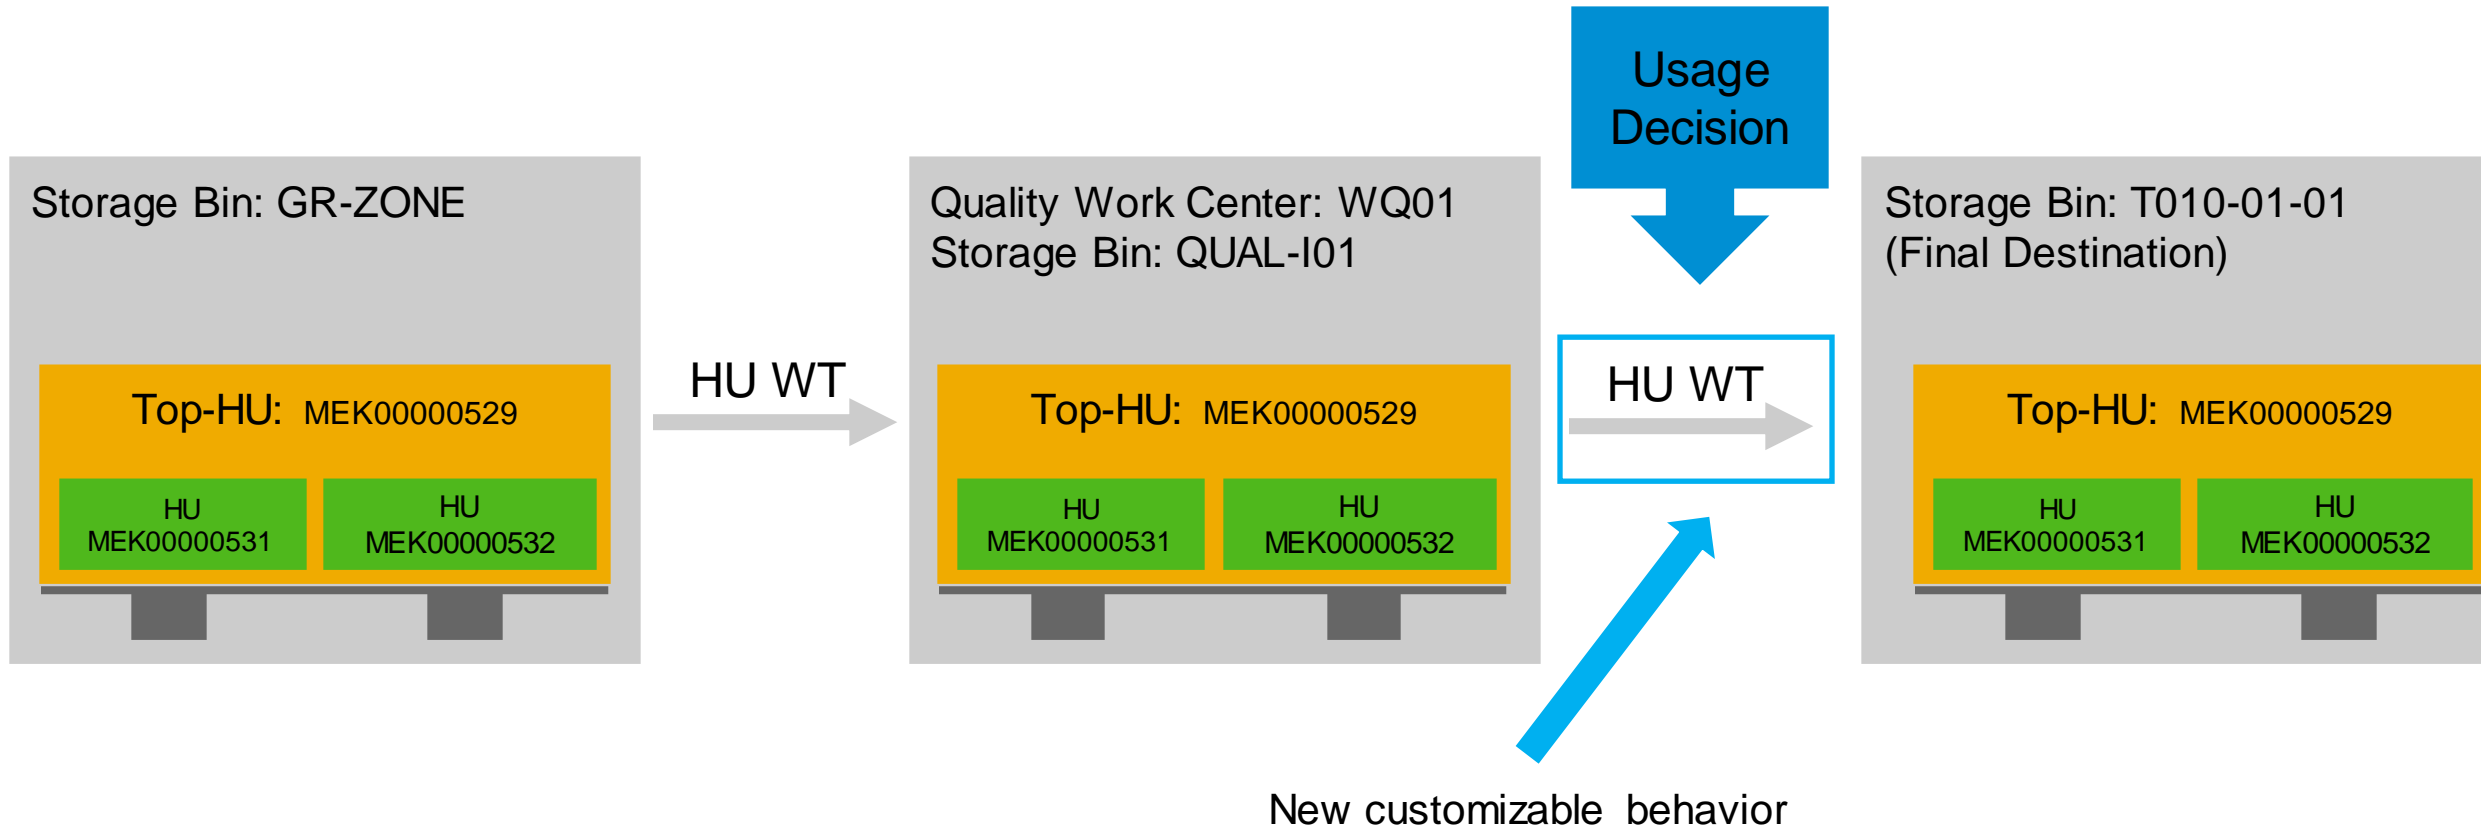 Usage
Decision
Storage Bin: GR-ZONE
Top-HU: MEK00000529
HU
MEK00000531
HU
MEK00000532
HU WT
Quality Work Center: WQ01
Storage Bin: QUAL-I01
Top-HU: MEK00000529
HU
MEK00000531
HU
MEK00000532
HU WT
Storage Bin: T010-01-01
(Final Destination)
Top-HU: MEK00000529
HU
MEK00000531
HU
MEK00000532
New customizable behavior